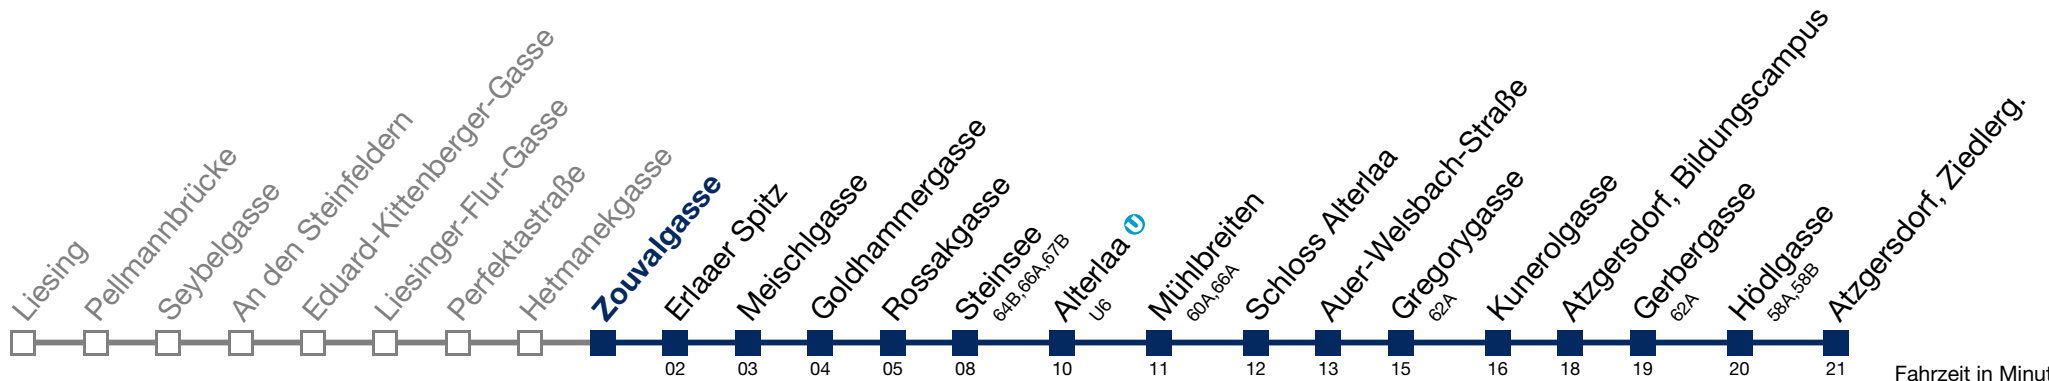 Liesing
Pellmannbrücke
Seybelgasse
An den Steinfeldern
Eduard-Kittenberger-Gasse
Liesinger-Flur-Gasse
Perfektastraße
Hetmanekgasse
Zouvalgasse
Erlaaer Spitz
Meischlgasse
Goldhammergasse
Rossakgasse
Steinsee
64B,66A,67B
Alterlaa U
U6
Mühlbreiten
60A,66A
Schloss Alterlaa
Auer-Welsbach-Straße
Gregorygasse
62A
Kunerolgasse
Atzgersdorf, Bildungscampus
Gerbergasse
62A
Hödlgasse
58A,58B
Atzgersdorf, Ziedlerg.
02 03 04 05 08 10 11 12 13 15 16 18 19 20 21
Fahrzeit in Minut